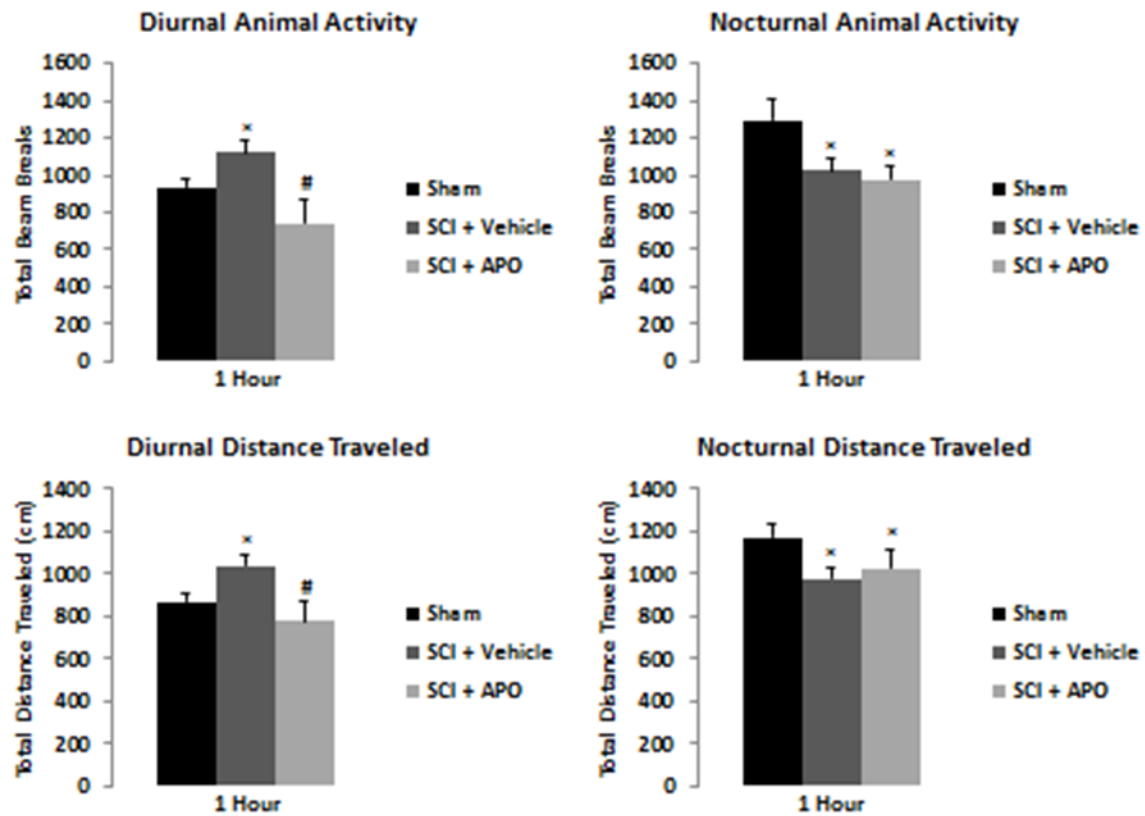 Diurnal Animal Activity
Total Beam Breaks
1600
1400
1200
1000
800
600
400
200
0
*
#
1 Hour
Sham
SCI + Vehicle
SCI + APO
Nocturnal Animal Activity
Total Beam Breaks
1600
1400
1200
1000
800
600
400
200
0
*
*
1 Hour
Sham
SCI + Vehicle
SCI + APO
Diurnal Distance Traveled
Total Distance Traveled (cm)
1400
1200
1000
800
600
400
200
0
*
#
1 Hour
Sham
SCI + Vehicle
SCI + APO
Nocturnal Distance Traveled
Total Distance Traveled (cm)
1400
1200
1000
800
600
400
200
0
*
*
1 Hour
Sham
SCI + Vehicle
SCI + APO